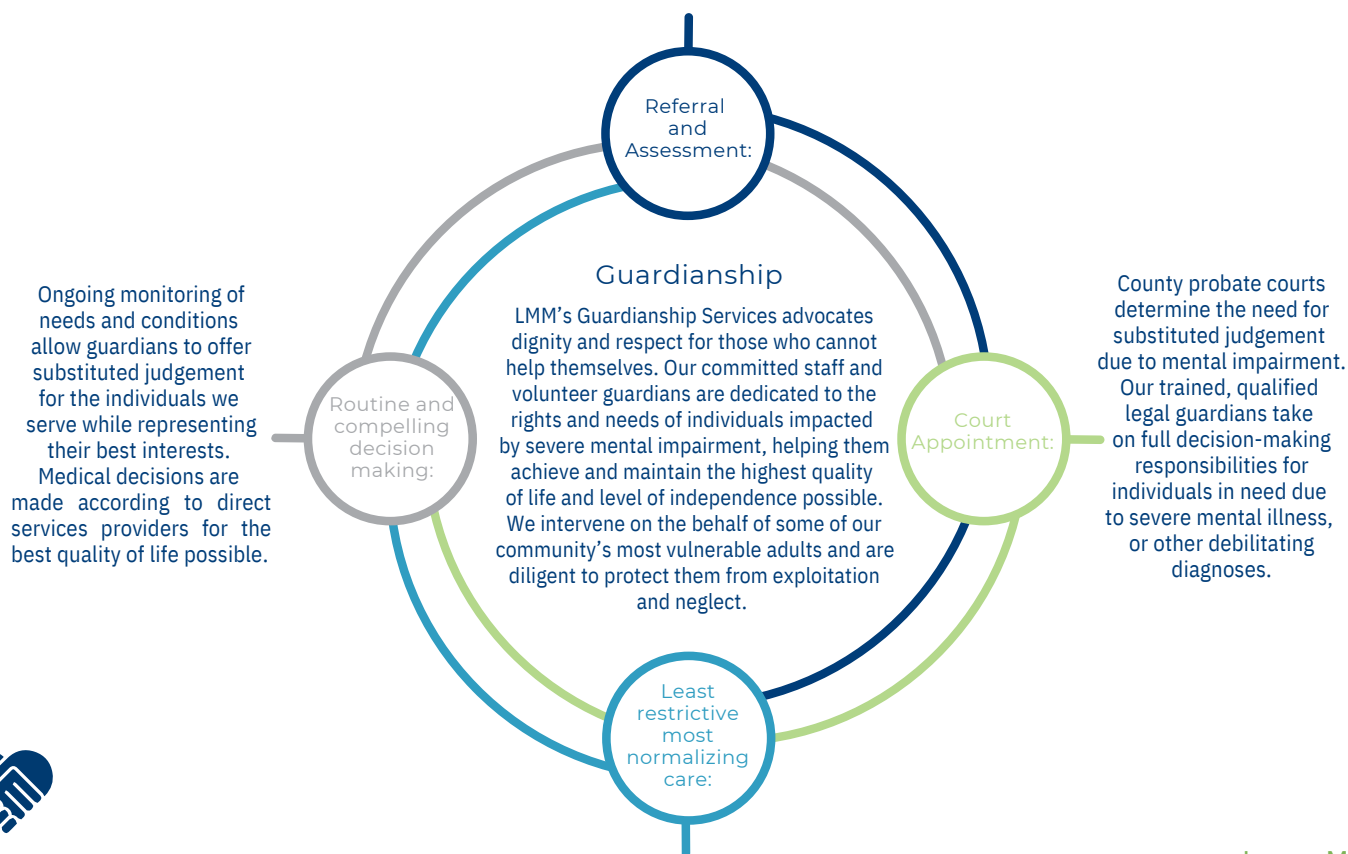 Referral
and
Assessment:
Guardianship
LMM's Guardianship Services advocates
dignity and respect for those who cannot
help themselves. Our committed staff and
volunteer guardians are dedicated to the
rights and needs of individuals impacted
by severe mental impairment, helping them
achieve and maintain the highest quality
of life and level of independence possible.
We intervene on the behalf of some of our
community's most vulnerable adults and are
diligent to protect them from exploitation
and neglect.
Ongoing monitoring of
needs and conditions
allow guardians to offer
substituted judgement
for the individuals we
serve while representing
their best interests.
Medical decisions are
made according to direct
services providers for the
best quality of life possible.
Routine and
compelling
decision
making:
Court
Appointment:
County probate courts
determine the need for
substituted judgement
due to mental impairment.
Our trained, qualified
legal guardians take
on full decision-making
responsibilities for
individuals in need due
to severe mental illness,
or other debilitating
diagnoses.
Least
restrictive
most
normalizing
care: